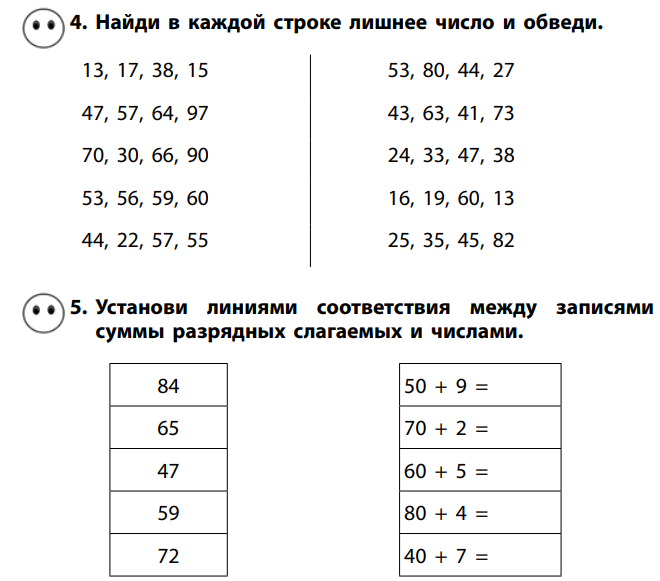 4. Найди в каждой строке лишнее число и обведи.
13, 17, 38, 15
47, 57, 64, 97
70, 30, 66, 90
53, 56, 59, 60
44, 22, 57, 55
53, 80, 44, 27
43, 63, 41, 73
24, 33, 47, 38
16, 19, 60, 13
25, 35, 45, 82
5. Установи линиями соответствия между записями
суммы разрядных слагаемых и числами.
84
65
47
59
72
50 + 9 =
70 + 2 =
60 + 5 =
80 + 4 =
40 + 7 =